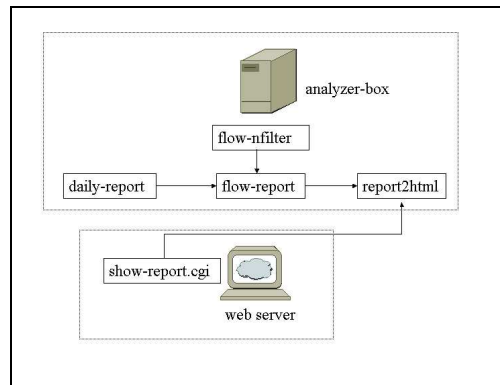 analyzer-box
flow-nfilter
daily-report
flow-report
report2html
show-report.cgi
web server